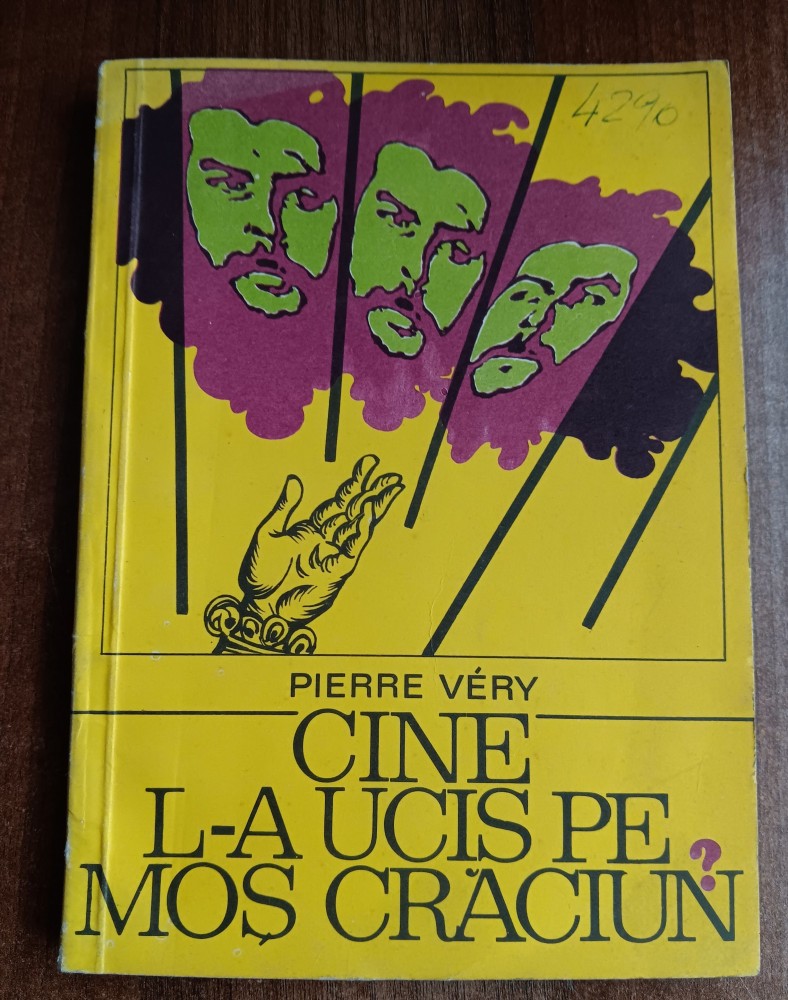 4290
PIERRE VÉRY
CINE
L-A UCIS PE
MOȘ CRĂCIUN?